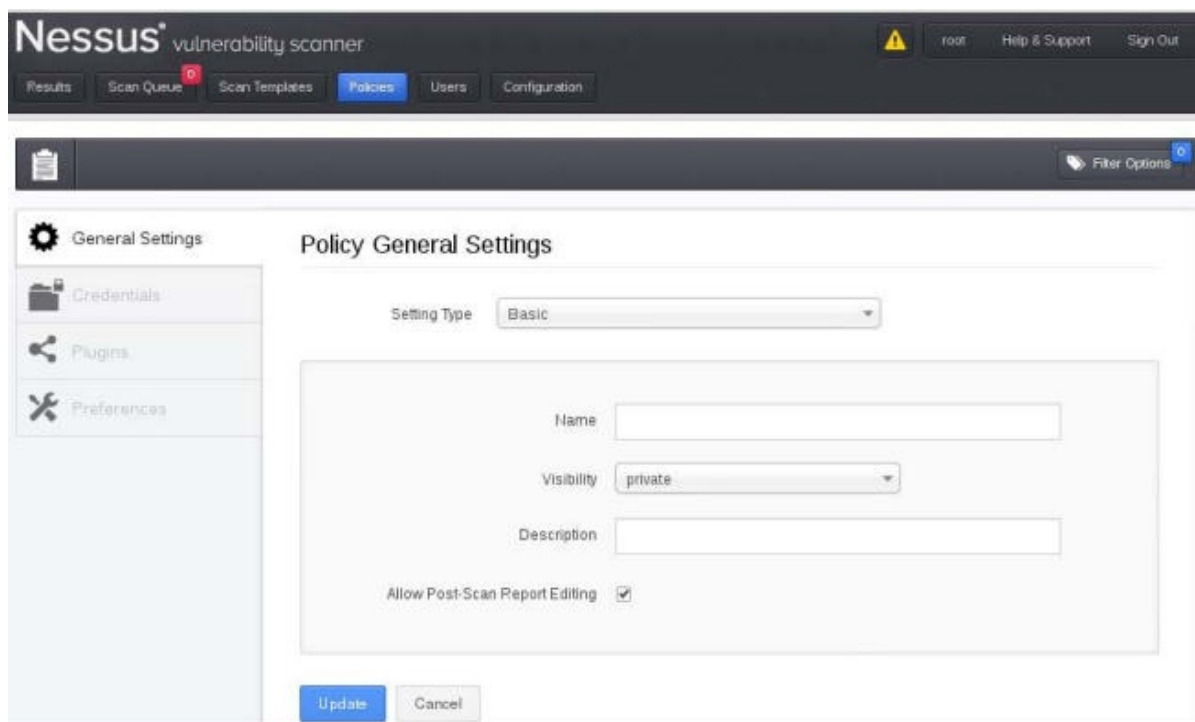 Nessus® vulnerability scanner
root Help & Support Sign Out
Results Scan Queue 0 Scan Templates Policies Users Configuration
Filter Options 0
General Settings
Credentials
Plugins
Preferences
Policy General Settings
Setting Type Basic
Name
Visibility private
Description
Allow Post-Scan Report Editing
Update Cancel